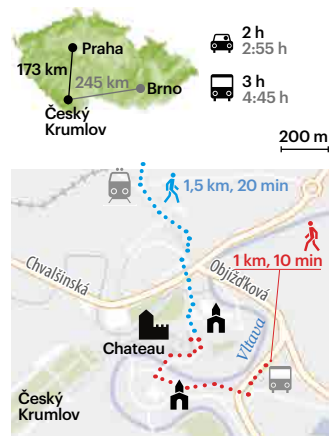 Praha
173 km
245 km
Brno
Český
Krumlov
2 h
2:55 h
3 h
4:45 h
200 m
1,5 km, 20 min
1 km, 10 min
Chvalšinská
Objížďková
Vltava
Chateau
Český
Krumlov